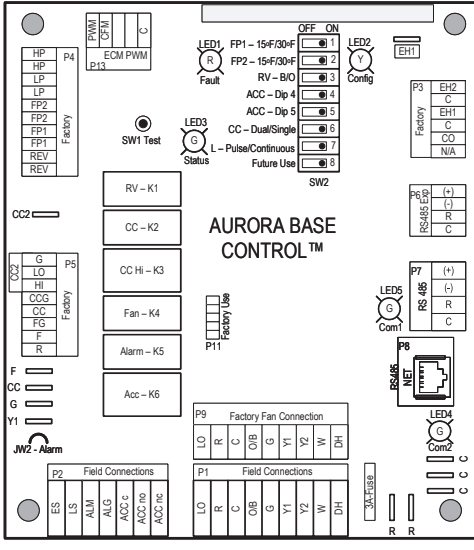 PWM
CFM
C
ECM PWM
P13
OFF ON
LED1
R
Fault
FP1 – 15ºF/30ºF 1
FP2 – 15ºF/30ºF 2
RV – B/O 3
ACC – Dip 4 4
ACC – Dip 5 5
CC – Dual/Single 6
L – Pulse/Continuous 7
Future Use 8
SW2
LED2
Y
Config
EH1
HP
HP
LP
LP
FP2
FP2
FP1
FP1
REV
REV
P4
Factory
SW1 Test
LED3
G
Status
P3
Factory
EH2
C
EH1
C
CO
N/A
RV – K1
CC – K2
CC Hi – K3
Fan – K4
Alarm – K5
Acc – K6
AURORA BASE
CONTROL™
P6
RS485 Exp
(+)
(-)
R
C
CC2
CC2
G
LO
HI
CCG
CC
FG
F
R
P5
Factory
P7
RS 485
(+)
(-)
R
C
LED5
G
Com1
P11
Factory Use
P8
RS485
NET
F
CC
G
Y1
JW2 - Alarm
LED4
G
Com2
P9 Factory Fan Connection
LO R C O/B G Y1 Y2 W DH
P2 Field Connections
ES LS ALM ALG ACC c ACC no ACC nc
P1 Field Connections
LO R C O/B G Y1 Y2 W DH
3A-Fuse
C
C
C
R R